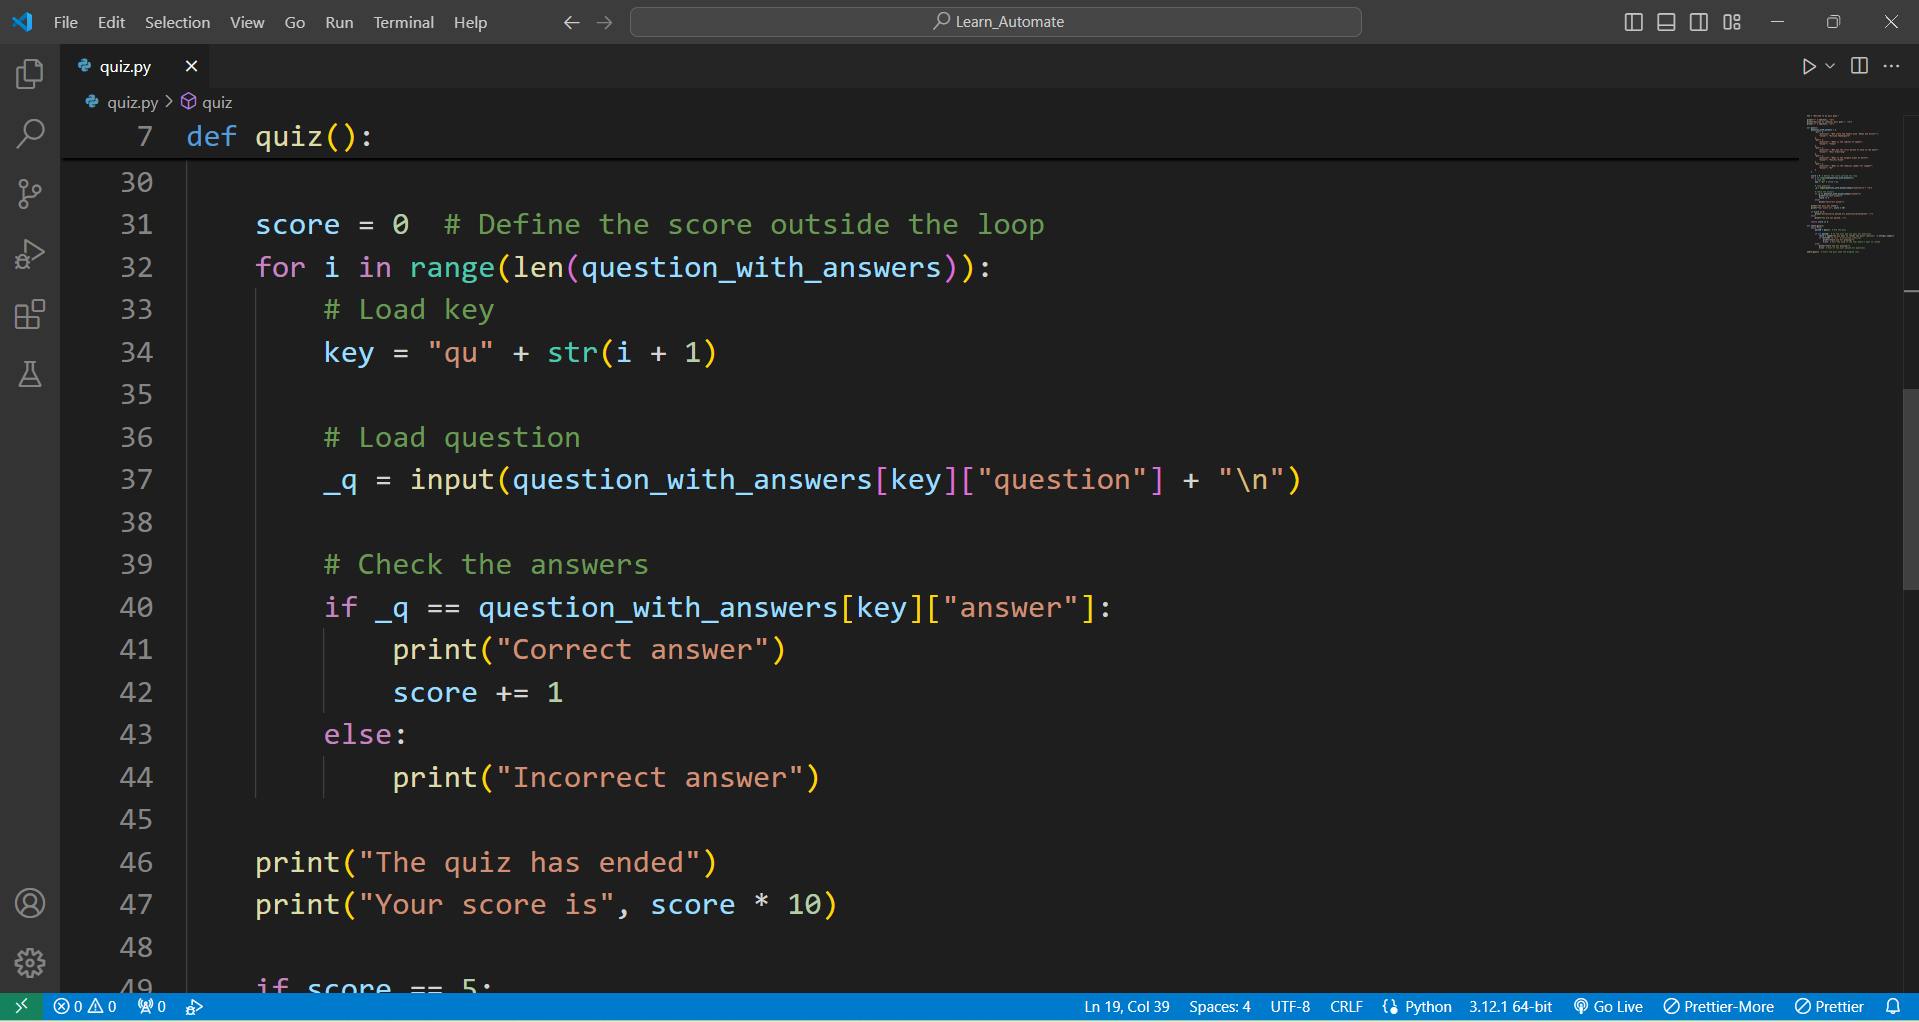 File Edit Selection View Go Run Terminal Help
Learn_Automate
quiz.py
quiz.py > quiz
7 def quiz():
30
31 score = 0  # Define the score outside the loop
32 for i in range(len(question_with_answers)):
33 # Load key
34 key = "qu" + str(i + 1)
35
36 # Load question
37 _q = input(question_with_answers[key]["question"] + "\n")
38
39 # Check the answers
40 if _q == question_with_answers[key]["answer"]:
41 print("Correct answer")
42 score += 1
43 else:
44 print("Incorrect answer")
45
46 print("The quiz has ended")
47 print("Your score is", score * 10)
48
49 if score == 5:
0 0 0 Ln 19, Col 39 Spaces: 4 UTF-8 CRLF Python 3.12.1 64-bit Go Live Prettier-More Prettier